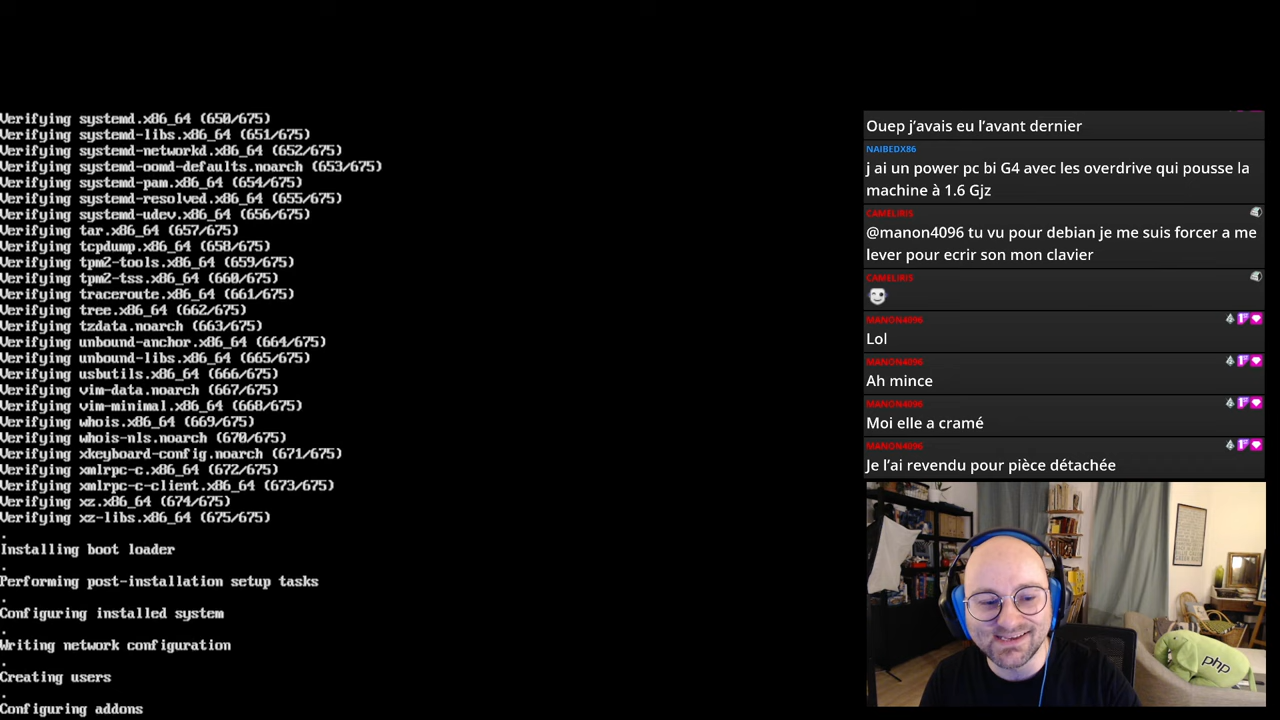 Verifying systemd.x86_64 (650/675)
Verifying systemd-libs.x86_64 (651/675)
Verifying systemd-networkd.x86_64 (652/675)
Verifying systemd-oomd-defaults.noarch (653/675)
Verifying systemd-pam.x86_64 (654/675)
Verifying systemd-resolved.x86_64 (655/675)
Verifying systemd-udev.x86_64 (656/675)
Verifying tar.x86_64 (657/675)
Verifying tcpdump.x86_64 (658/675)
Verifying tpm2-tools.x86_64 (659/675)
Verifying tpm2-tss.x86_64 (660/675)
Verifying traceroute.x86_64 (661/675)
Verifying tree.x86_64 (662/675)
Verifying tzdata.noarch (663/675)
Verifying unbound-anchor.x86_64 (664/675)
Verifying unbound-libs.x86_64 (665/675)
Verifying usbutils.x86_64 (666/675)
Verifying vim-data.noarch (667/675)
Verifying vim-minimal.x86_64 (668/675)
Verifying whois.x86_64 (669/675)
Verifying whois-nls.noarch (670/675)
Verifying xkeyboard-config.noarch (671/675)
Verifying xmlrpc-c.x86_64 (672/675)
Verifying xmlrpc-c-client.x86_64 (673/675)
Verifying xz.x86_64 (674/675)
Verifying xz-libs.x86_64 (675/675)
.
Installing boot loader
.
Performing post-installation setup tasks
.
Configuring installed system
.
Writing network configuration
.
Creating users
.
Configuring addons
Ouep j’avais eu l’avant dernier
NAIBEDX86
j ai un power pc bi G4 avec les overdrive qui pousse la
machine à 1.6 Gjz
CAMELIRIS
@manon4096 tu vu pour debian je me suis forcer a me
lever pour ecrir son mon clavier
CAMELIRIS
MANON4096
Lol
MANON4096
Ah mince
MANON4096
Moi elle a cramé
MANON4096
Je l’ai revendu pour pièce détachée
php